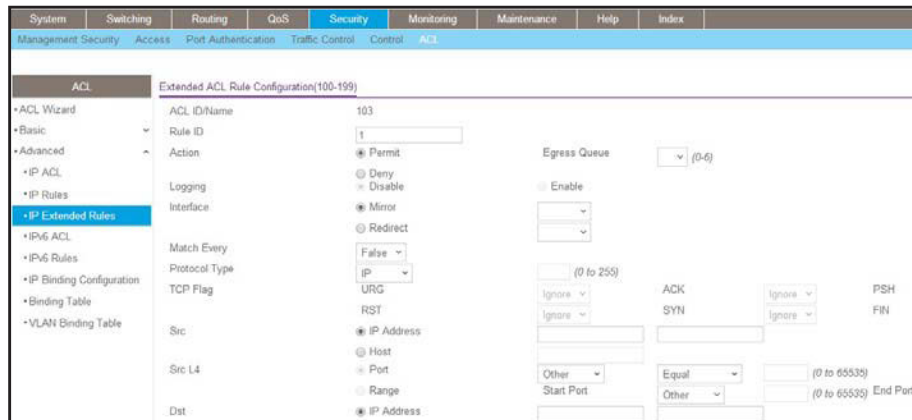 System Switching Routing QoS Security Monitoring Maintenance Help Index
Management Security Access Port Authentication Traffic Control Control ACL
ACL
• ACL Wizard
• Basic
• Advanced
• IP ACL
• IP Rules
• IP Extended Rules
• IPv6 ACL
• IPv6 Rules
• IP Binding Configuration
• Binding Table
• VLAN Binding Table
Extended ACL Rule Configuration(100-199)
ACL ID/Name 103
Rule ID 1
Action Permit Egress Queue (0-6)
Deny
Logging Disable Enable
Interface Mirror
Redirect
Match Every False
Protocol Type IP (0 to 255)
TCP Flag URG Ignore ACK Ignore PSH
RST Ignore SYN Ignore FIN
Src IP Address
Host
Src L4 Port Other Equal (0 to 65535)
Range Start Port Other (0 to 65535) End Port
Dst IP Address